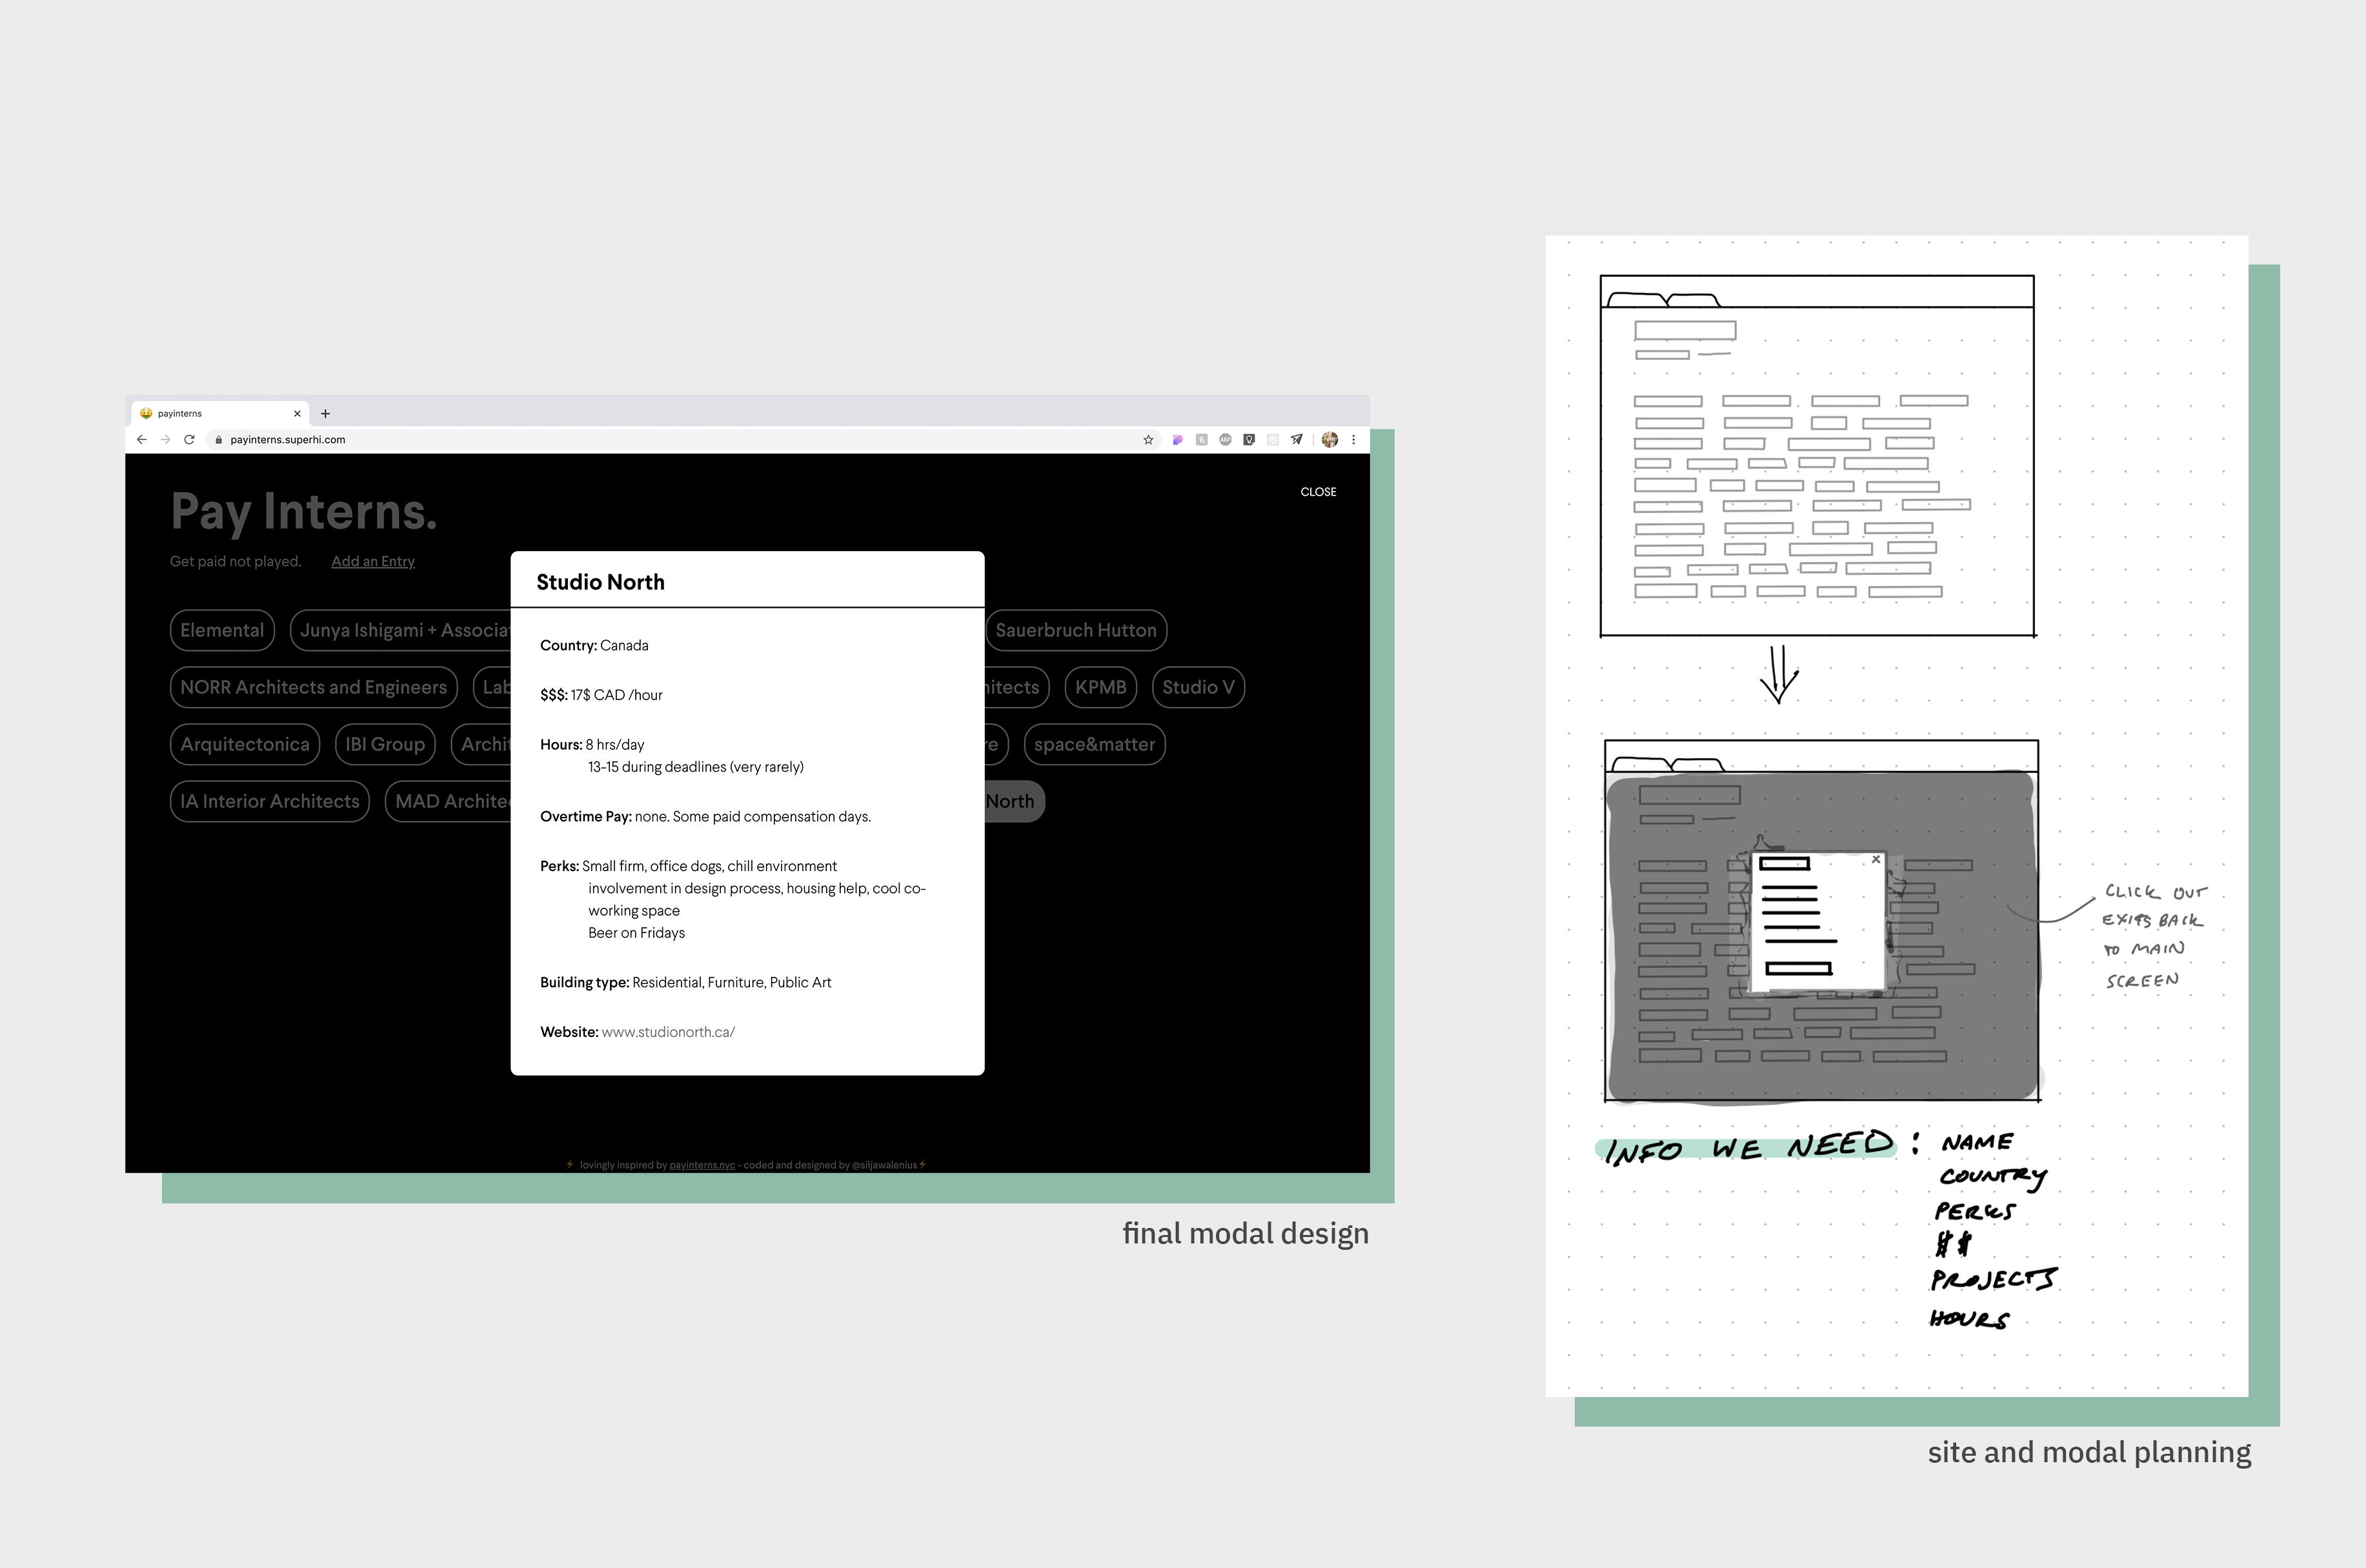 payinterns
payinterns.superhi.com
ABP
Pay Interns.
CLOSE
Get paid not played. Add an Entry
Elemental
Junya Ishigami + Associat
Sauerbruch Hutton
NORR Architects and Engineers
Lab
hitects
KPMB
Studio V
Arquitectonica
IBI Group
Archit
re
space&matter
IA Interior Architects
MAD Architec
North
Studio North
Country: Canada
$$$: 17$ CAD /hour
Hours: 8 hrs/day
13-15 during deadlines (very rarely)
Overtime Pay: none. Some paid compensation days.
Perks: Small firm, office dogs, chill environment
involvement in design process, housing help, cool co-
working space
Beer on Fridays
Building type: Residential, Furniture, Public Art
Website: www.studionorth.ca/
⚡ lovingly inspired by payinterns.nyc - coded and designed by @siljawalenius⚡
final modal design
x
CLICK OUT
EXITS BACK
TO MAIN
SCREEN
INFO WE NEED : NAME
COUNTRY
PERKS
$$
PROJECTS
HOURS
site and modal planning